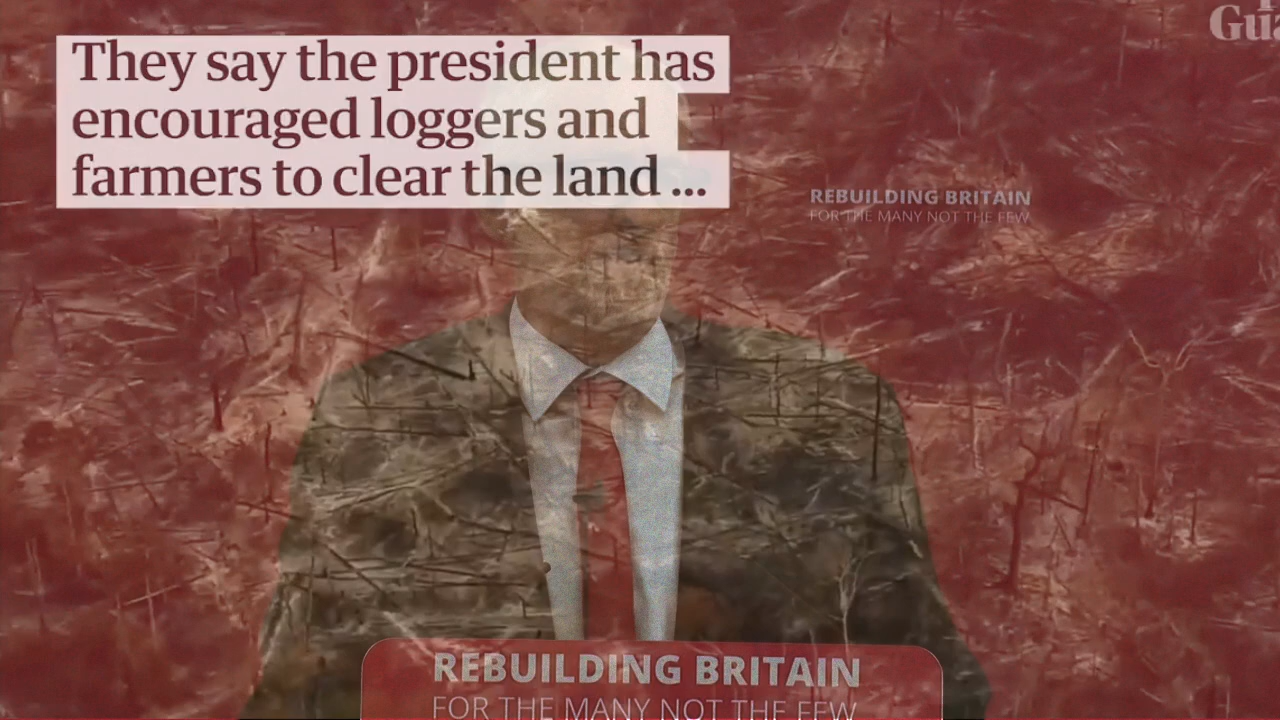 They say the president has
encouraged loggers and
farmers to clear the land ...
REBUILDING BRITAIN
FOR THE MANY NOT THE FEW
REBUILDING BRITAIN
FOR THE MANY NOT THE FEW